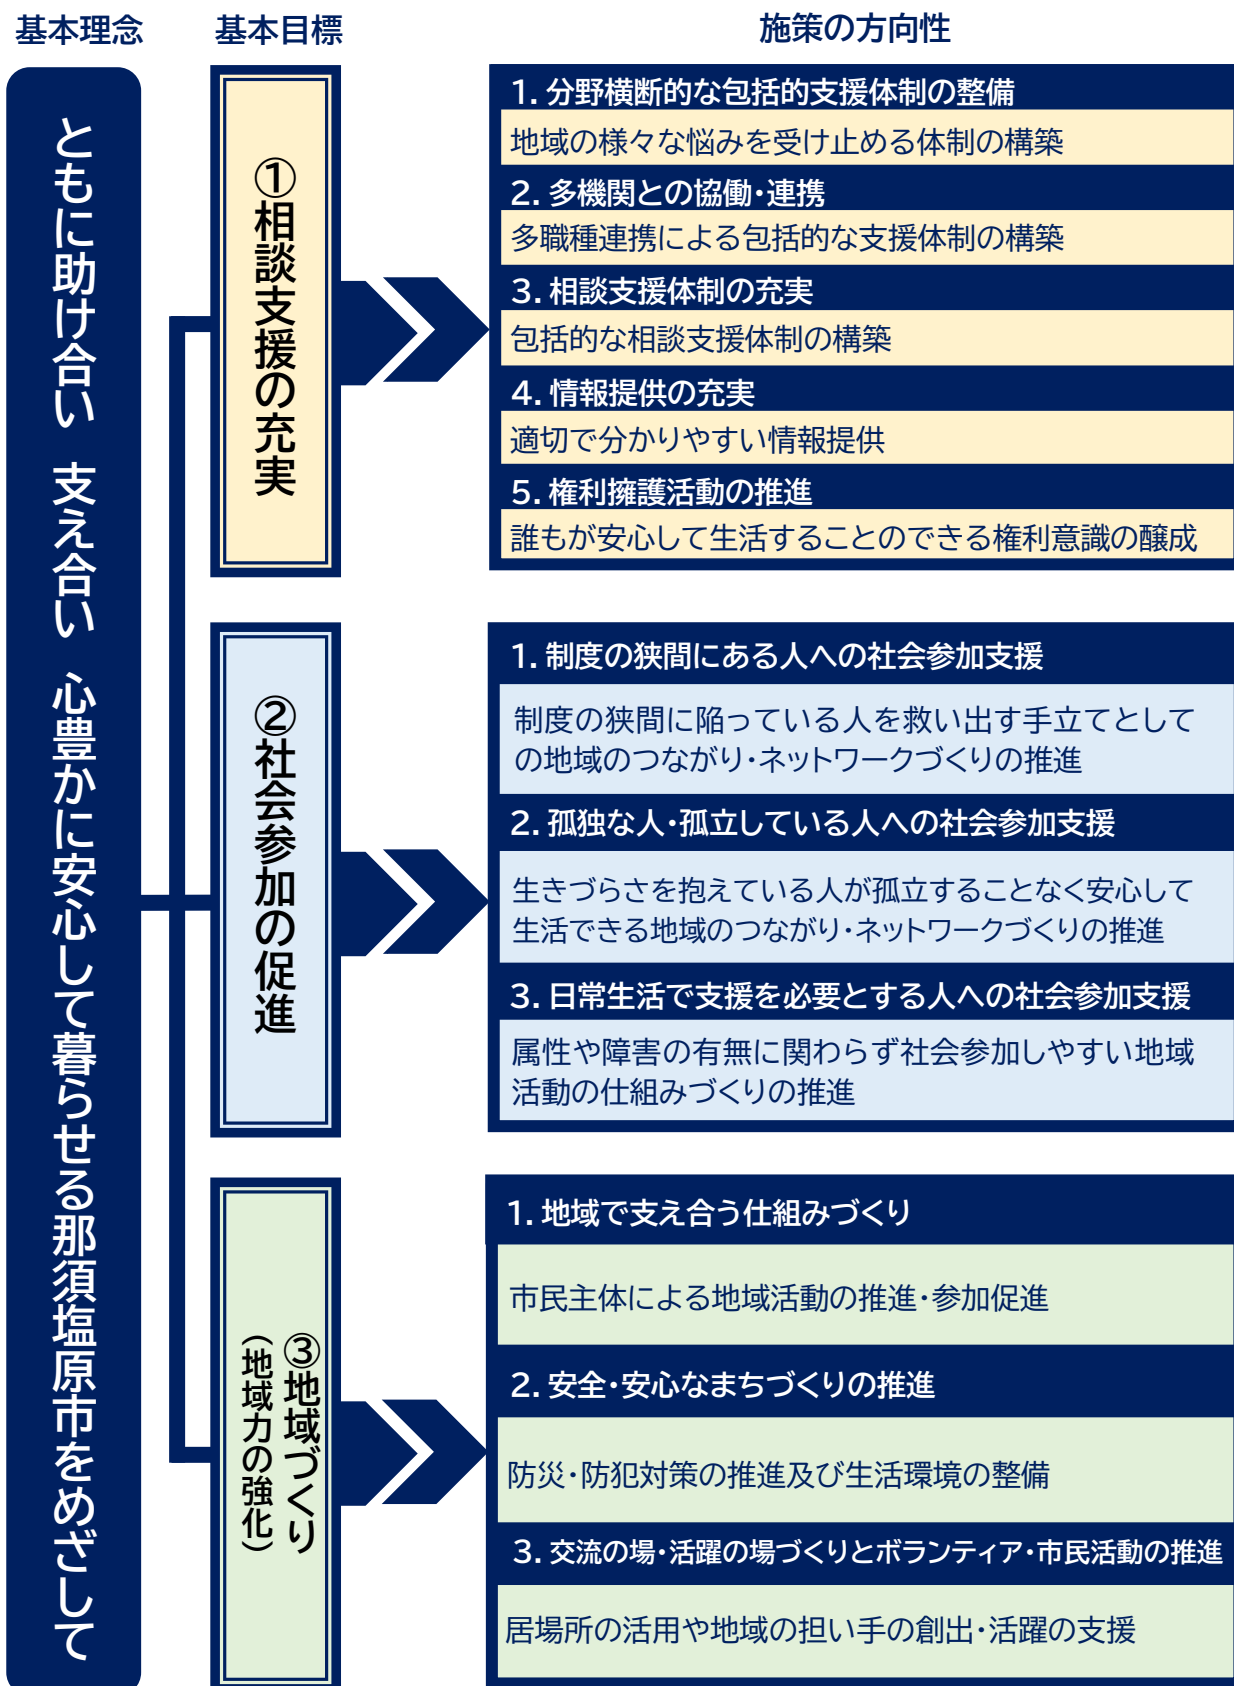 基本理念
基本目標
施策の方向性
ともに助け合い 支え合い 心豊かに安心して暮らせる那須塩原市をめざして
①相談支援の充実
1. 分野横断的な包括的支援体制の整備
地域の様々な悩みを受け止める体制の構築
2. 多機関との協働・連携
多職種連携による包括的な支援体制の構築
3. 相談支援体制の充実
包括的な相談支援体制の構築
4. 情報提供の充実
適切で分かりやすい情報提供
5. 権利擁護活動の推進
誰もが安心して生活することのできる権利意識の醸成
②社会参加の促進
1. 制度の狭間にある人への社会参加支援
制度の狭間に陥っている人を救い出す手立てとして
の地域のつながり・ネットワークづくりの推進
2. 孤独な人・孤立している人への社会参加支援
生きづらさを抱えている人が孤立することなく安心して
生活できる地域のつながり・ネットワークづくりの推進
3. 日常生活で支援を必要とする人への社会参加支援
属性や障害の有無に関わらず社会参加しやすい地域
活動の仕組みづくりの推進
③地域づくり
(地域力の強化)
1. 地域で支え合う仕組みづくり
市民主体による地域活動の推進・参加促進
2. 安全・安心なまちづくりの推進
防災・防犯対策の推進及び生活環境の整備
3. 交流の場・活躍の場づくりとボランティア・市民活動の推進
居場所の活用や地域の担い手の創出・活躍の支援